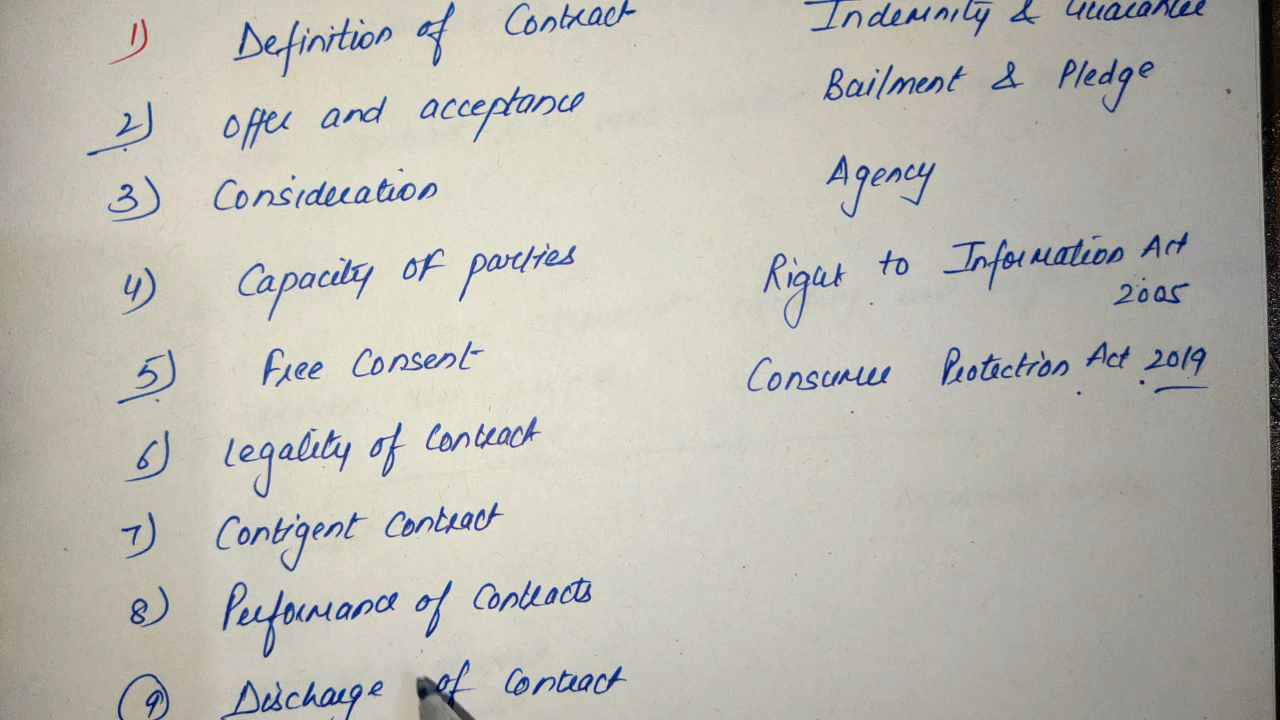 1) Definition of Contract
2) Offer and acceptance
3) Consideration
4) Capacity of parties
5) Free Consent
6) Legality of Contract
7) Contigent Contract
8) Performance of Contracts
9) Discharge of Contract
Indemnity & Guarantee
Bailment & Pledge
Agency
Right to Information Act
2005
Consumer Protection Act 2019